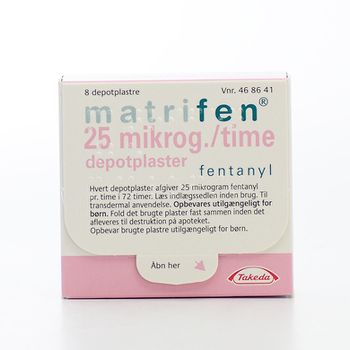 8 depotplastre
Vnr. 46 86 41
matrifen®
25 mikrog./time
depotplaster
fentanyl
Hvert depotplaster afgiver 25 mikrogram fentanyl
pr. time i 72 timer. Læs indlægssedlen inden brug. Til
transdermal anvendelse. Opbevares utilgængeligt for
børn. Fold det brugte plaster fast sammen inden det
afleveres til destruktion på apoteket.
Opbevar brugte plastre utilgængeligt for børn.
Åbn her
Takeda